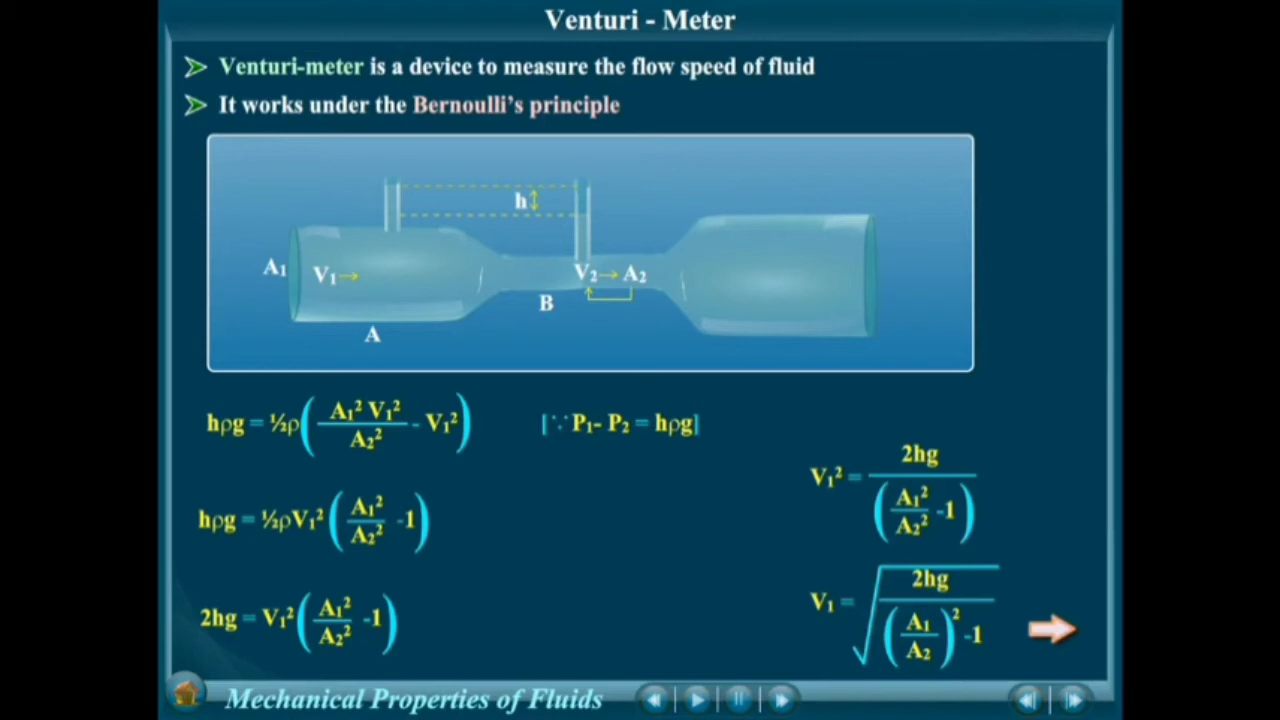 Venturi - Meter
Venturi-meter is a device to measure the flow speed of fluid
It works under the Bernoulli's principle
h
A₁ V₁→ V₂→ A₂
B
A
hρg = ½ρ( A₁² V₁² / A₂² - V₁² ) [∵ P₁- P₂ = hρg]
V₁² = 2hg / ( A₁² / A₂² -1 )
hρg = ½ρV₁² ( A₁² / A₂² -1 )
V₁ = √( 2hg / ( ( A₁ / A₂ )² -1 ) )
2hg = V₁² ( A₁² / A₂² -1 )
Mechanical Properties of Fluids